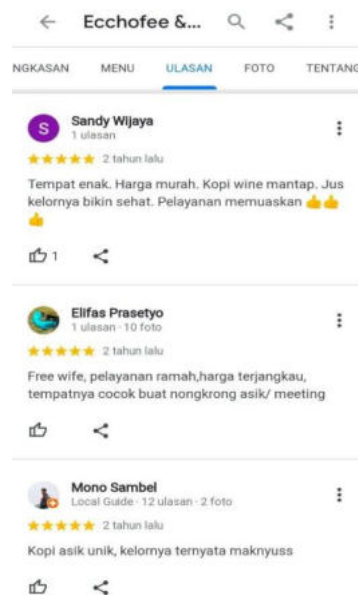 Ecchofee &...
NGKASAN MENU ULASAN FOTO TENTANG
S
Sandy Wijaya
1 ulasan
2 tahun lalu
Tempat enak. Harga murah. Kopi wine mantap. Jus
kelornya bikin sehat. Pelayanan memuaskan 👍👍
👍
1
Elifas Prasetyo
1 ulasan · 10 foto
2 tahun lalu
Free wife, pelayanan ramah,harga terjangkau,
tempatnya cocok buat nongkrong asik/ meeting
Mono Sambel
Local Guide · 12 ulasan · 2 foto
2 tahun lalu
Kopi asik unik, kelornya ternyata maknyuss